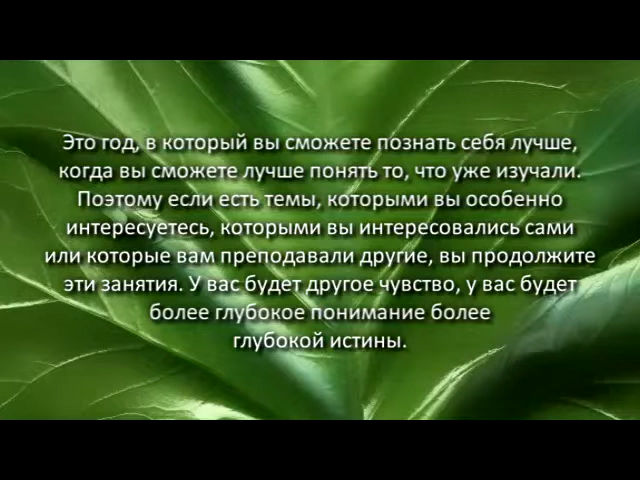 Это год, в который вы сможете познать себя лучше,
когда вы сможете лучше понять то, что уже изучали.
Поэтому если есть темы, которыми вы особенно
интересуетесь, которыми вы интересовались сами
или которые вам преподавали другие, вы продолжите
эти занятия. У вас будет другое чувство, у вас будет
более глубокое понимание более
глубокой истины.